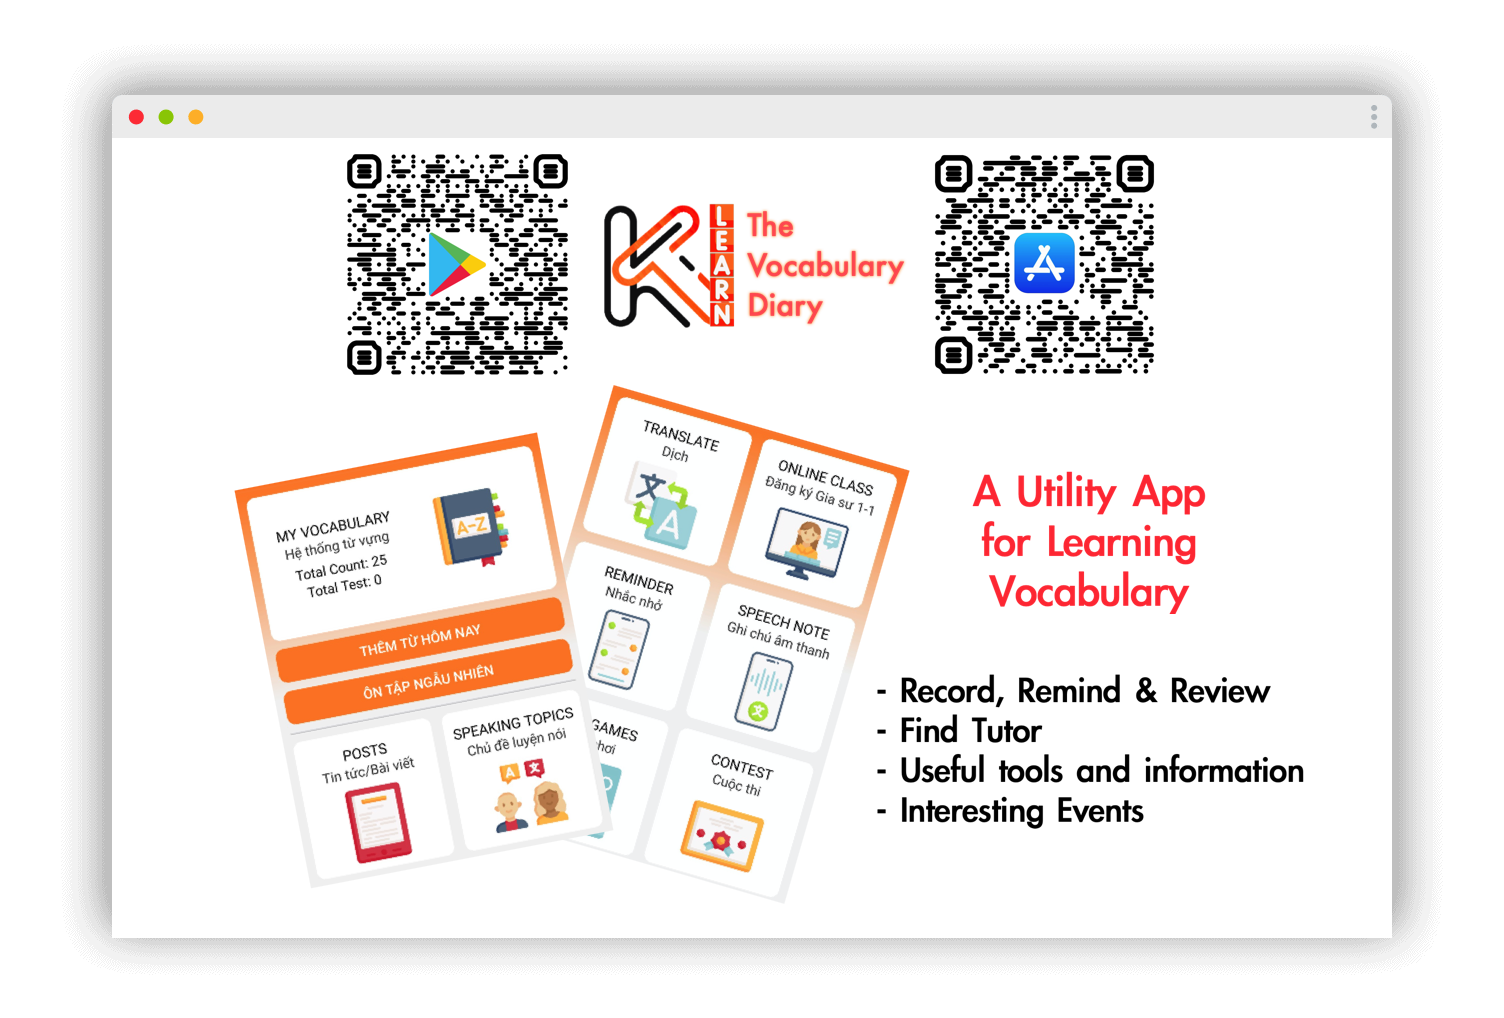 LEARN
The
Vocabulary
Diary
MY VOCABULARY
Hệ thống từ vựng
Total Count: 25
Total Test: 0
A-Z
THÊM TỪ HÔM NAY
ÔN TẬP NGẪU NHIÊN
POSTS
Tin tức/Bài viết
SPEAKING TOPICS
Chủ đề luyện nói
A 文
TRANSLATE
Dịch
文
A
ONLINE CLASS
Đăng ký Gia sư 1-1
REMINDER
Nhắc nhở
SPEECH NOTE
Ghi chú âm thanh
文
GAMES
CONTEST
Cuộc thi
A Utility App
for Learning
Vocabulary
- Record, Remind & Review
- Find Tutor
- Useful tools and information
- Interesting Events